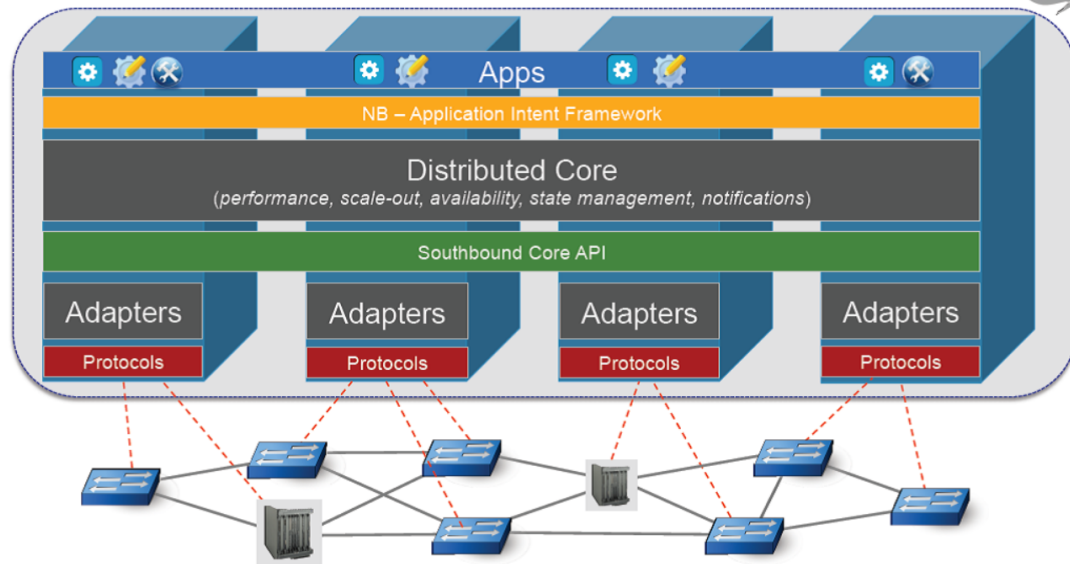 Apps
NB – Application Intent Framework
Distributed Core
(performance, scale-out, availability, state management, notifications)
Southbound Core API
Adapters
Adapters
Adapters
Adapters
Protocols
Protocols
Protocols
Protocols